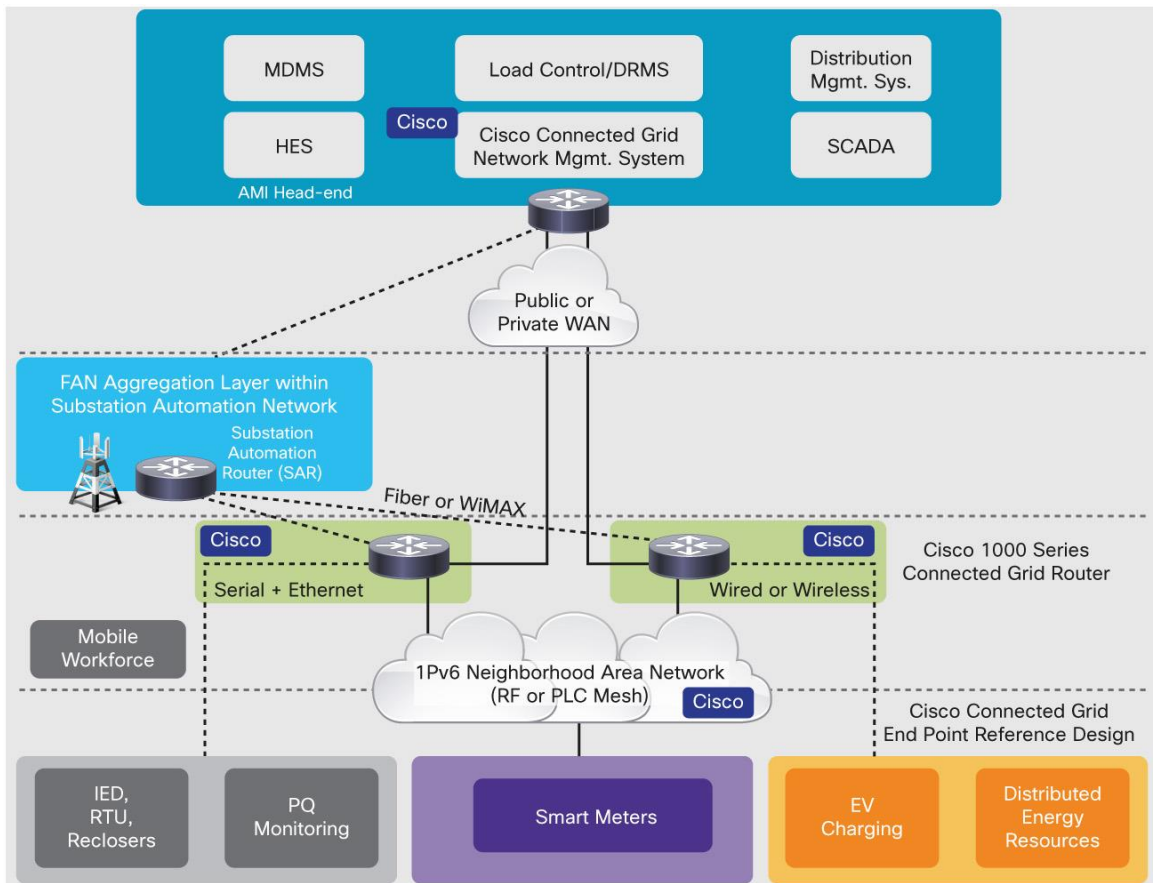 MDMS
Load Control/DRMS
Distribution
Mgmt. Sys.
Cisco
HES
Cisco Connected Grid
Network Mgmt. System
SCADA
AMI Head-end
Public or
Private WAN
FAN Aggregation Layer within
Substation Automation Network
Substation
Automation
Router (SAR)
Fiber or WiMAX
Cisco
Serial + Ethernet
Cisco
Wired or Wireless
Cisco 1000 Series
Connected Grid Router
Mobile
Workforce
1Pv6 Neighborhood Area Network
(RF or PLC Mesh)
Cisco
Cisco Connected Grid
End Point Reference Design
IED,
RTU,
Reclosers
PQ
Monitoring
Smart Meters
EV
Charging
Distributed
Energy
Resources